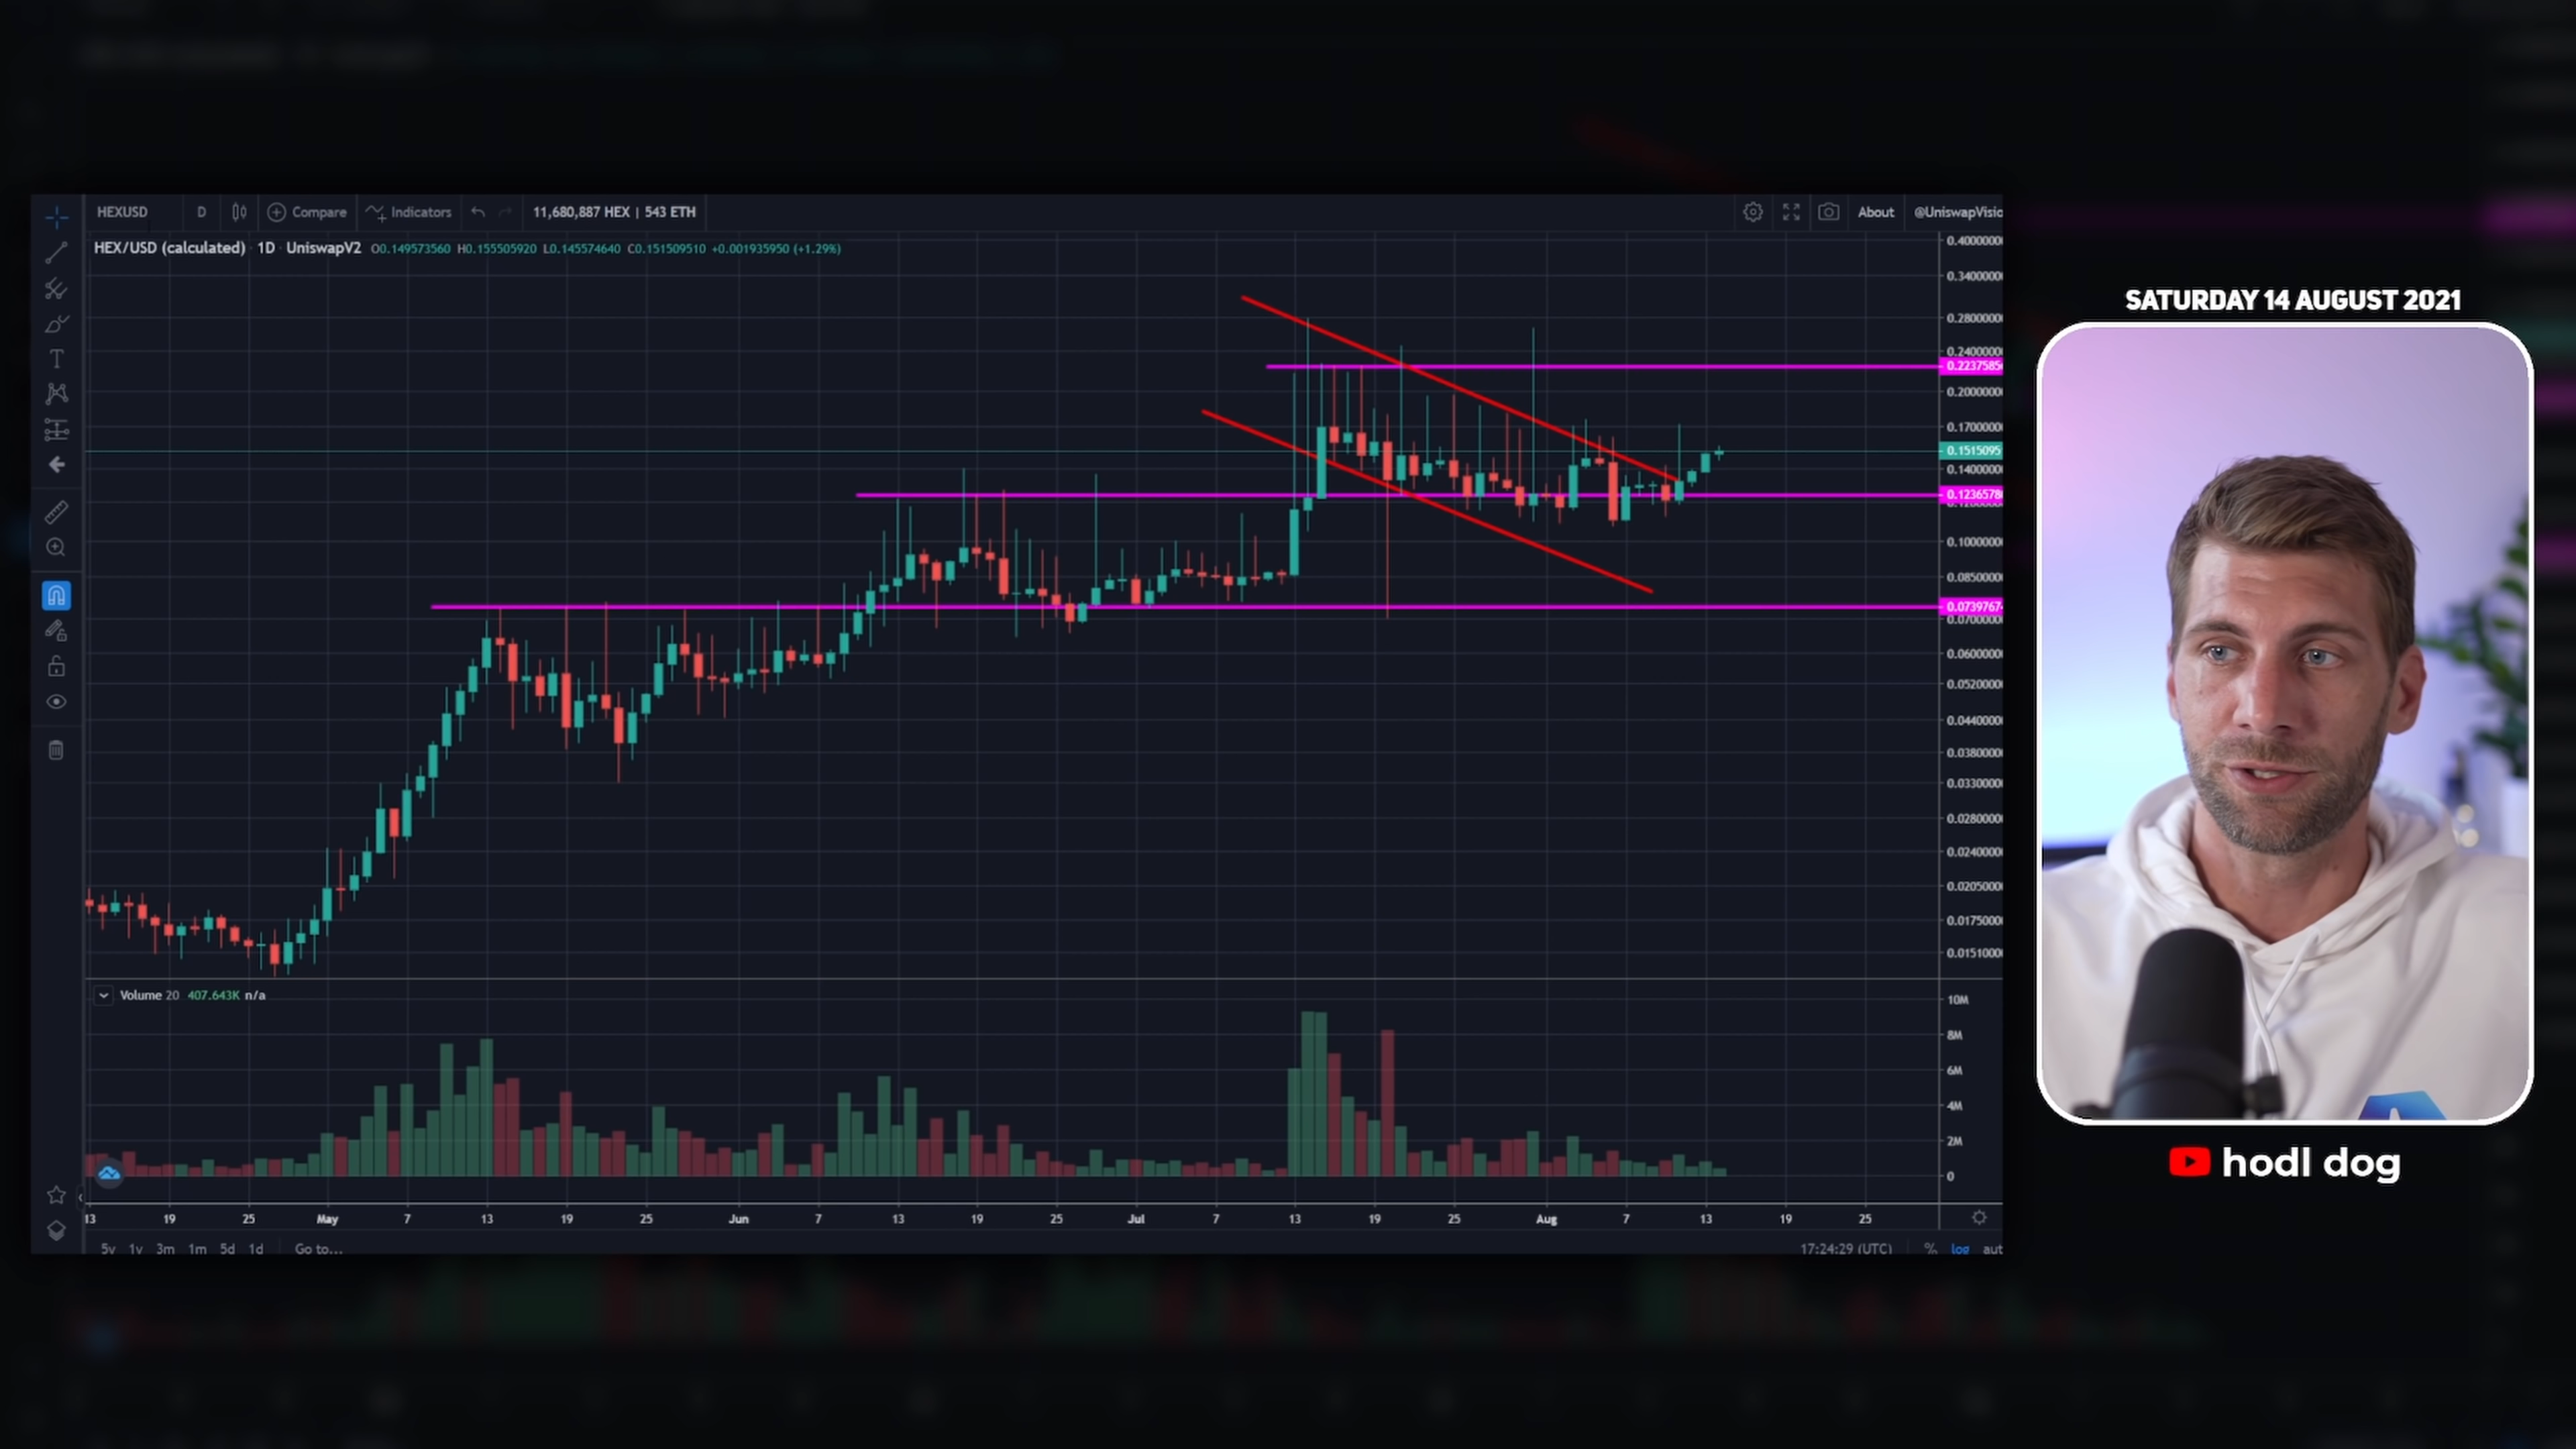 HEXUSD D Compare Indicators 11,680,887 HEX | 543 ETH About @UniswapVisio
HEX/USD (calculated) 1D UniswapV2 O0.149573560 H0.155505920 L0.145574640 C0.151509510 +0.001935950 (+1.29%)
0.4000000
0.3400000
0.2800000
0.2400000
0.2237585
0.2000000
0.1700000
0.1515095
0.1400000
0.1236578
0.1000000
0.0850000
0.0739767
0.0700000
0.0600000
0.0520000
0.0440000
0.0380000
0.0330000
0.0280000
0.0240000
0.0205000
0.0175000
0.0151000
Volume 20 407.643K n/a
10M
8M
6M
4M
2M
0
13 19 25 May 7 13 19 25 Jun 7 13 19 25 Jul 7 13 19 25 Aug 7 13 19 25
5y 1y 3m 1m 5d 1d Go to... 17:24:29 (UTC) % log aut
SATURDAY 14 AUGUST 2021
hodl dog